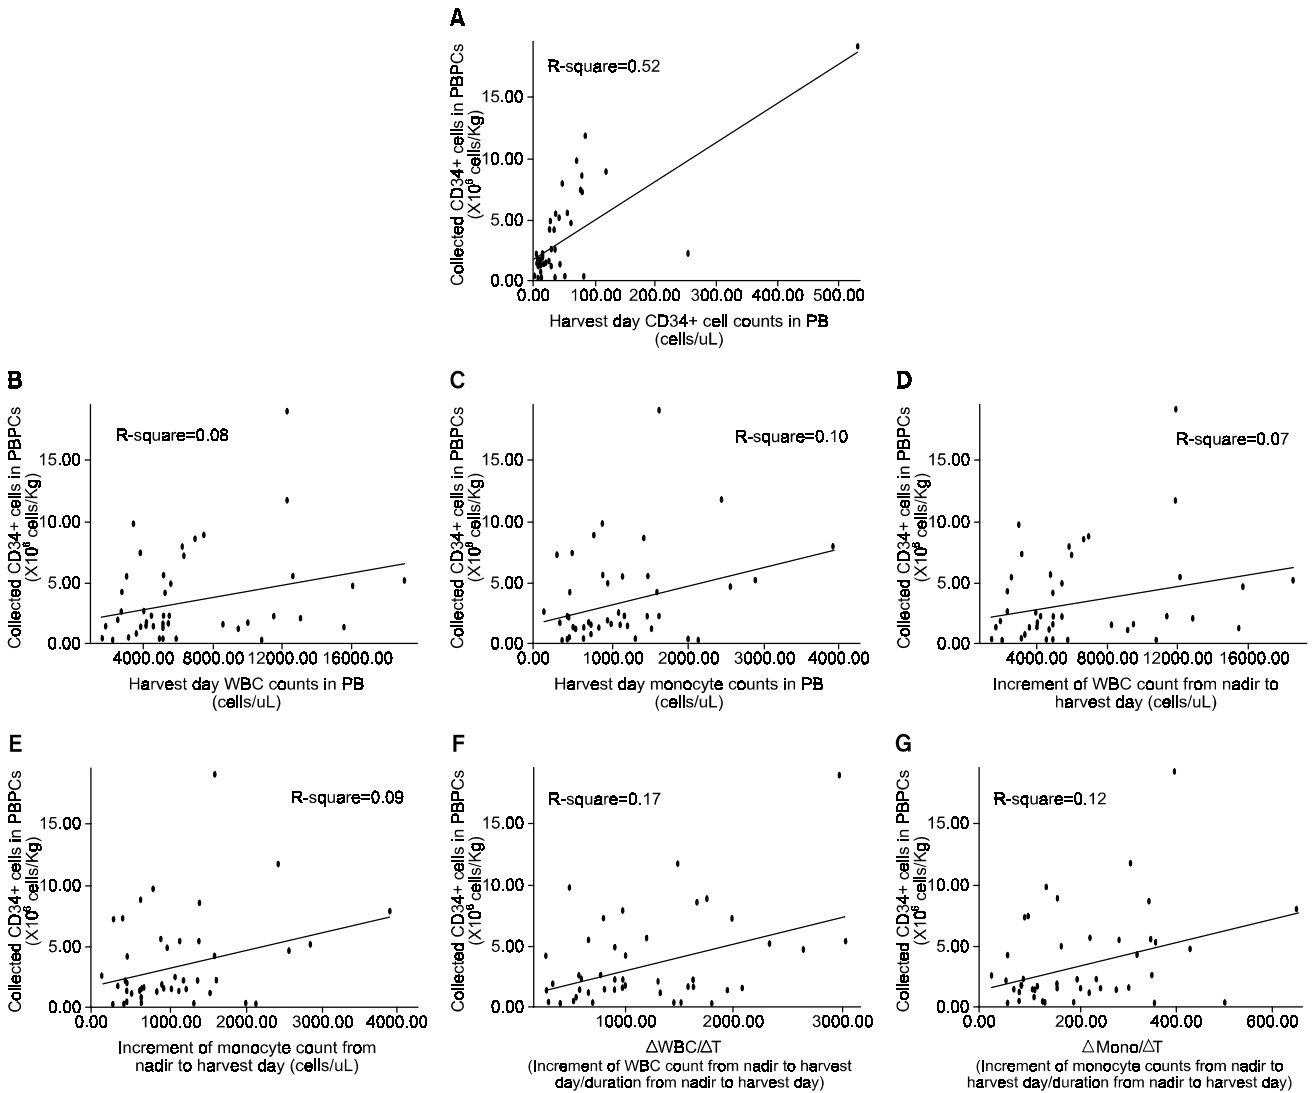 A
Collected CD34+ cells in PBPCs
(X10⁶ cells/Kg)
R-square=0.52
15.00
10.00
5.00
0.00
0.00 100.00 200.00 300.00 400.00 500.00
Harvest day CD34+ cell counts in PB
(cells/uL)
B
Collected CD34+ cells in PBPCs
(X10⁶ cells/Kg)
R-square=0.08
15.00
10.00
5.00
0.00
4000.00 8000.00 12000.00 16000.00
Harvest day WBC counts in PB
(cells/uL)
C
Collected CD34+ cells in PBPCs
(X10⁶ cells/Kg)
R-square=0.10
15.00
10.00
5.00
0.00
0.00 1000.00 2000.00 3000.00 4000.00
Harvest day monocyte counts in PB
(cells/uL)
D
Collected CD34+ cells in PBPCs
(X10⁶ cells/Kg)
R-square=0.07
15.00
10.00
5.00
0.00
4000.00 8000.00 12000.00 16000.00
Increment of WBC count from nadir to
harvest day (cells/uL)
E
Collected CD34+ cells in PBPCs
(X10⁶ cells/Kg)
R-square=0.09
15.00
10.00
5.00
0.00
0.00 1000.00 2000.00 3000.00 4000.00
Increment of monocyte count from
nadir to harvest day (cells/uL)
F
Collected CD34+ cells in PBPCs
(X10⁶ cells/Kg)
R-square=0.17
15.00
10.00
5.00
0.00
1000.00 2000.00 3000.00
△WBC/△T
(Increment of WBC count from nadir to harvest
day/duration from nadir to harvest day)
G
Collected CD34+ cells in PBPCs
(X10⁶ cells/Kg)
R-square=0.12
15.00
10.00
5.00
0.00
0.00 200.00 400.00 600.00
△Mono/△T
(Increment of monocyte counts from nadir to
harvest day/duration from nadir to harvest day)